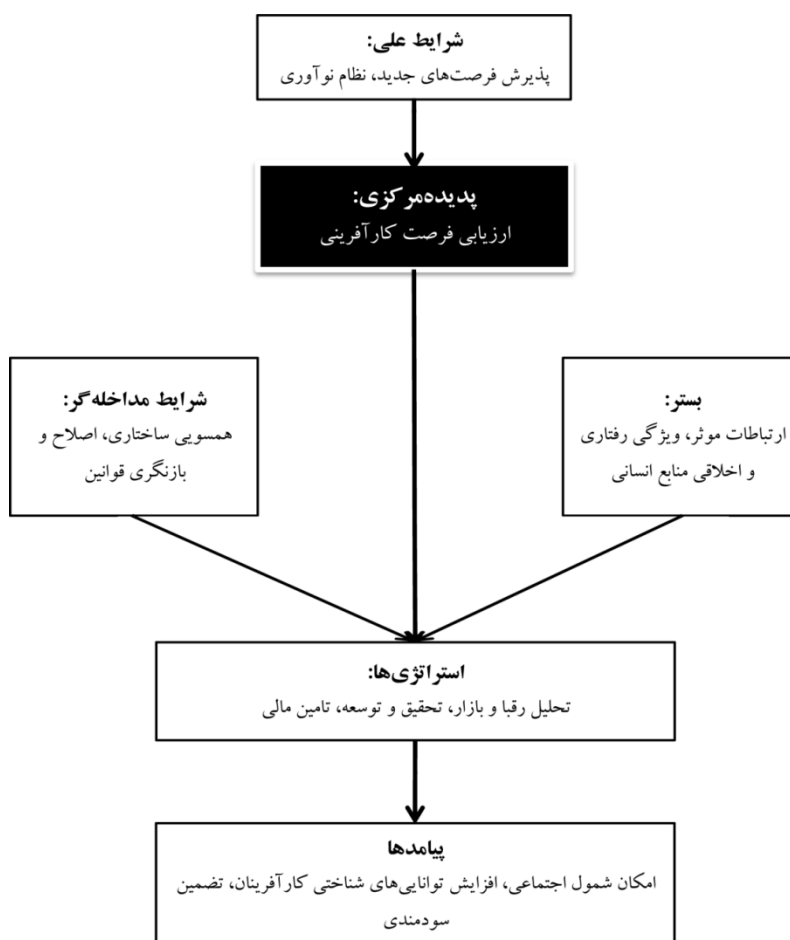 شرایط علی:
پذیرش فرصت‌های جدید، نظام نوآوری
پدیده‌مرکزی:
ارزیابی فرصت کارآفرینی
بستر:
ارتباطات موثر، ویژگی رفتاری
و اخلاقی منابع انسانی
شرایط مداخله‌گر:
همسویی ساختاری، اصلاح و
بازنگری قوانین
استراتژی‌ها:
تحلیل رقبا و بازار، تحقیق و توسعه، تامین مالی
پیامدها
امکان شمول اجتماعی، افزایش توانایی‌های شناختی کارآفرینان، تضمین
سودمندی